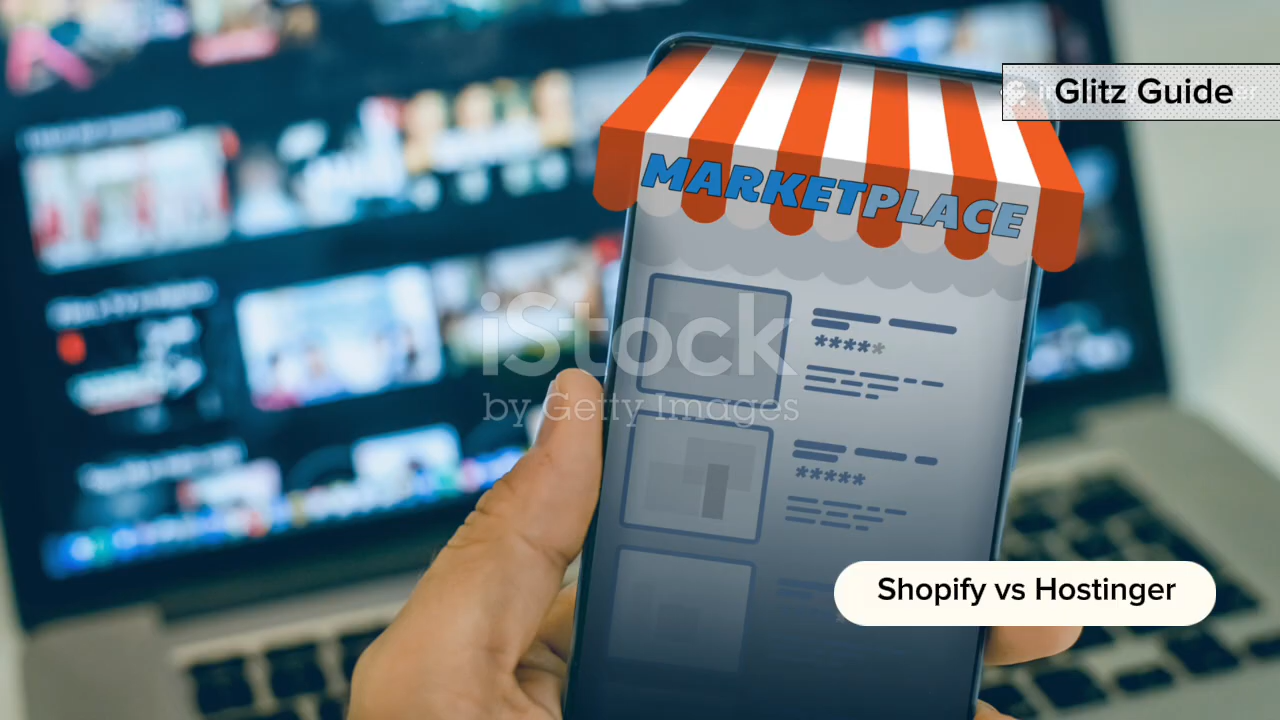 Glitz Guide
MARKETPLACE
iStock
by Getty Images
Shopify vs Hostinger